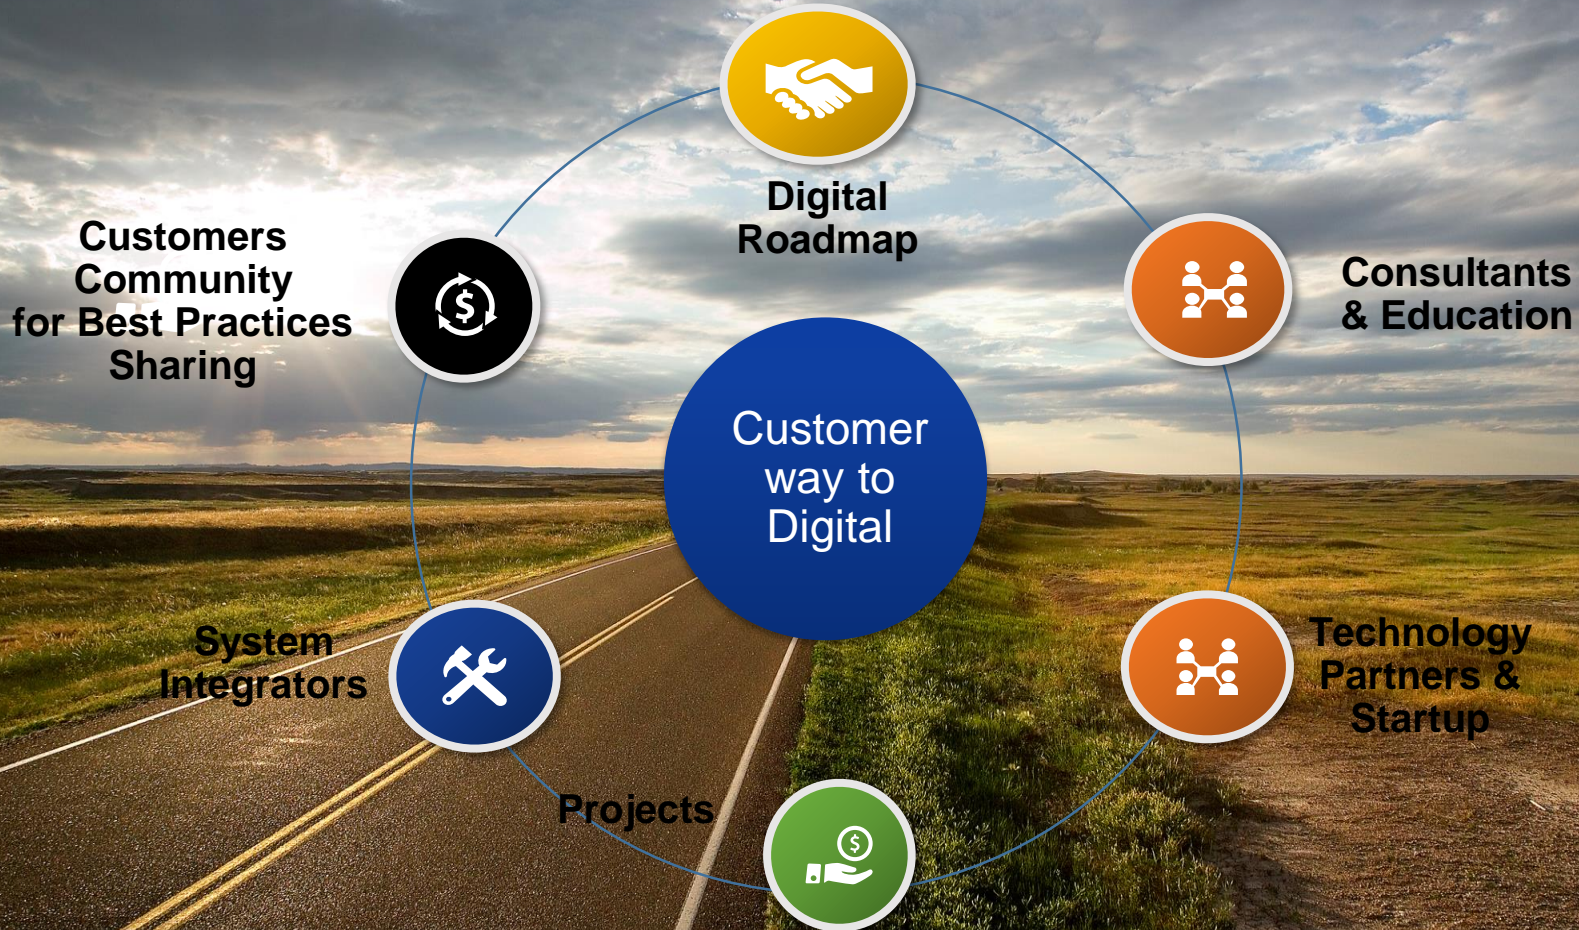 Digital
Roadmap
Customers
Community
for Best Practices
Sharing
Consultants
& Education
Customer
way to
Digital
System
Integrators
Technology
Partners &
Startup
Projects
$
$